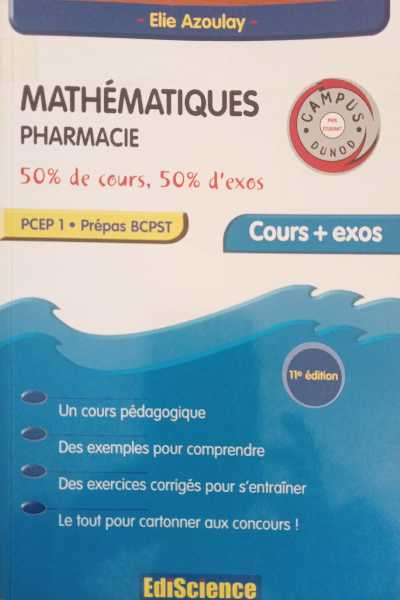 - Elie Azoulay -
MATHÉMATIQUES
PHARMACIE
CAMPUS
PRIX
ETUDIANT
DUNOD
50% de cours, 50% d'exos
PCEP 1 • Prépas BCPST
Cours + exos
11e édition
Un cours pédagogique
Des exemples pour comprendre
Des exercices corrigés pour s'entraîner
Le tout pour cartonner aux concours !
EdiScience